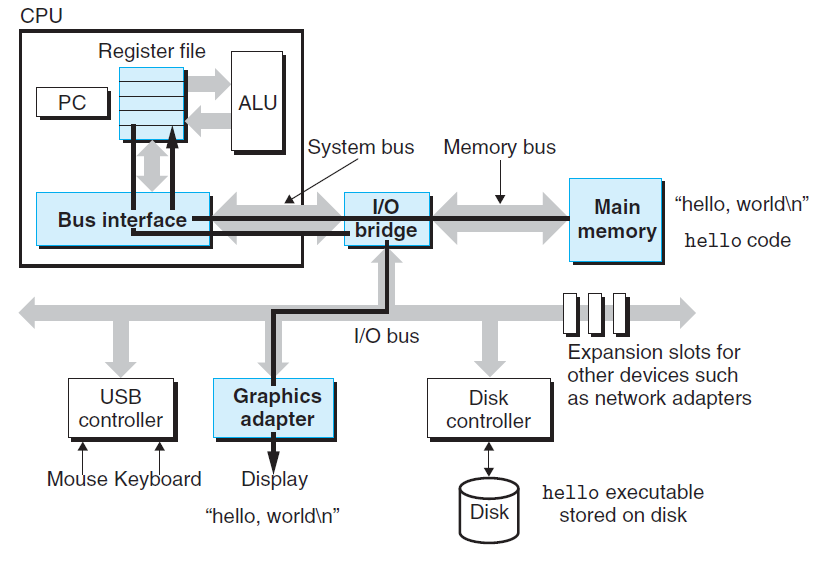 CPU
Register file
PC
ALU
System bus
Memory bus
Bus interface
I/O
bridge
Main
memory
“hello, world\n”
hello code
I/O bus
Expansion slots for
other devices such
as network adapters
USB
controller
Graphics
adapter
Disk
controller
Mouse Keyboard
Display
“hello, world\n”
Disk
hello executable
stored on disk